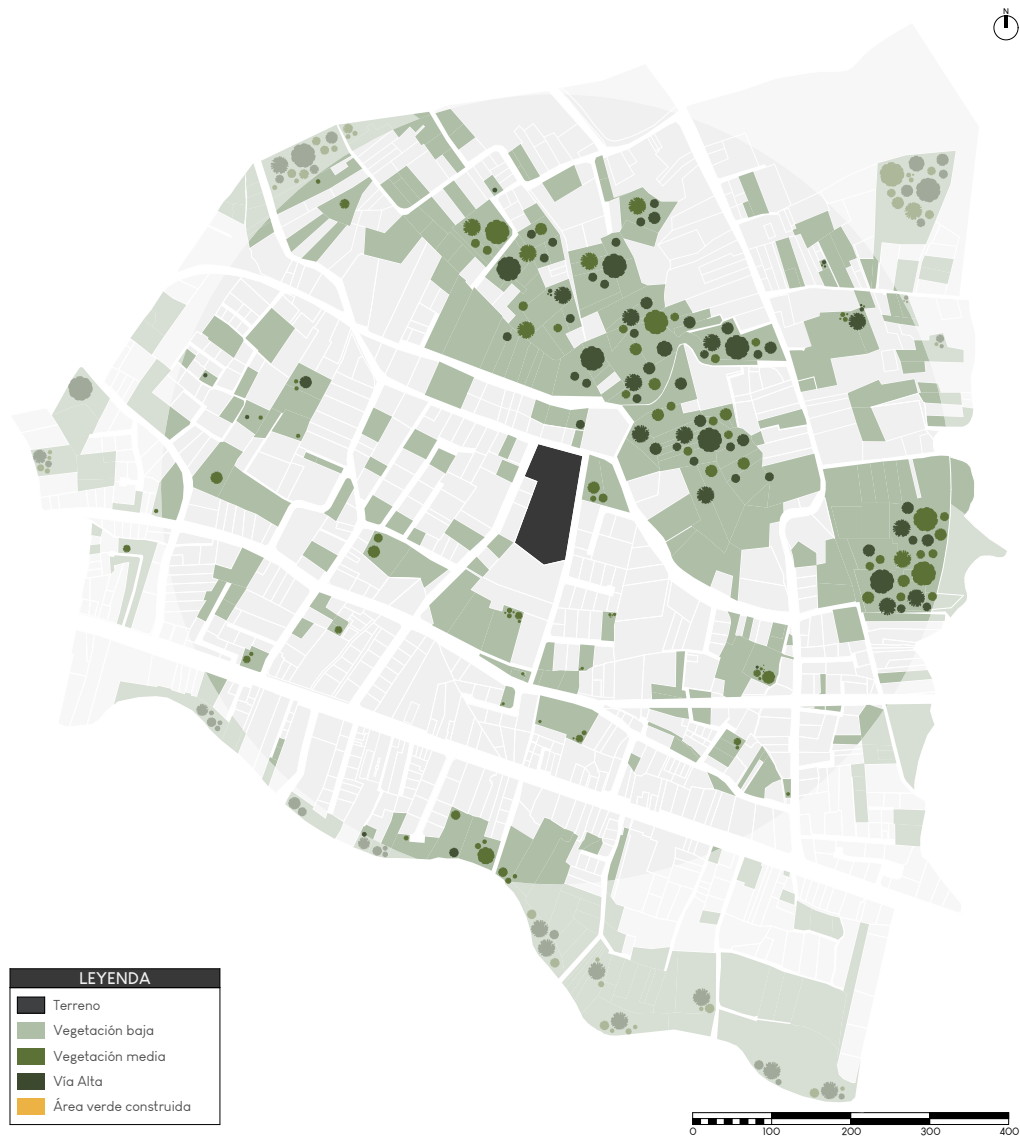 N
LEYENDA
Terreno
Vegetación baja
Vegetación media
Vía Alta
Área verde construida
0 100 200 300 400